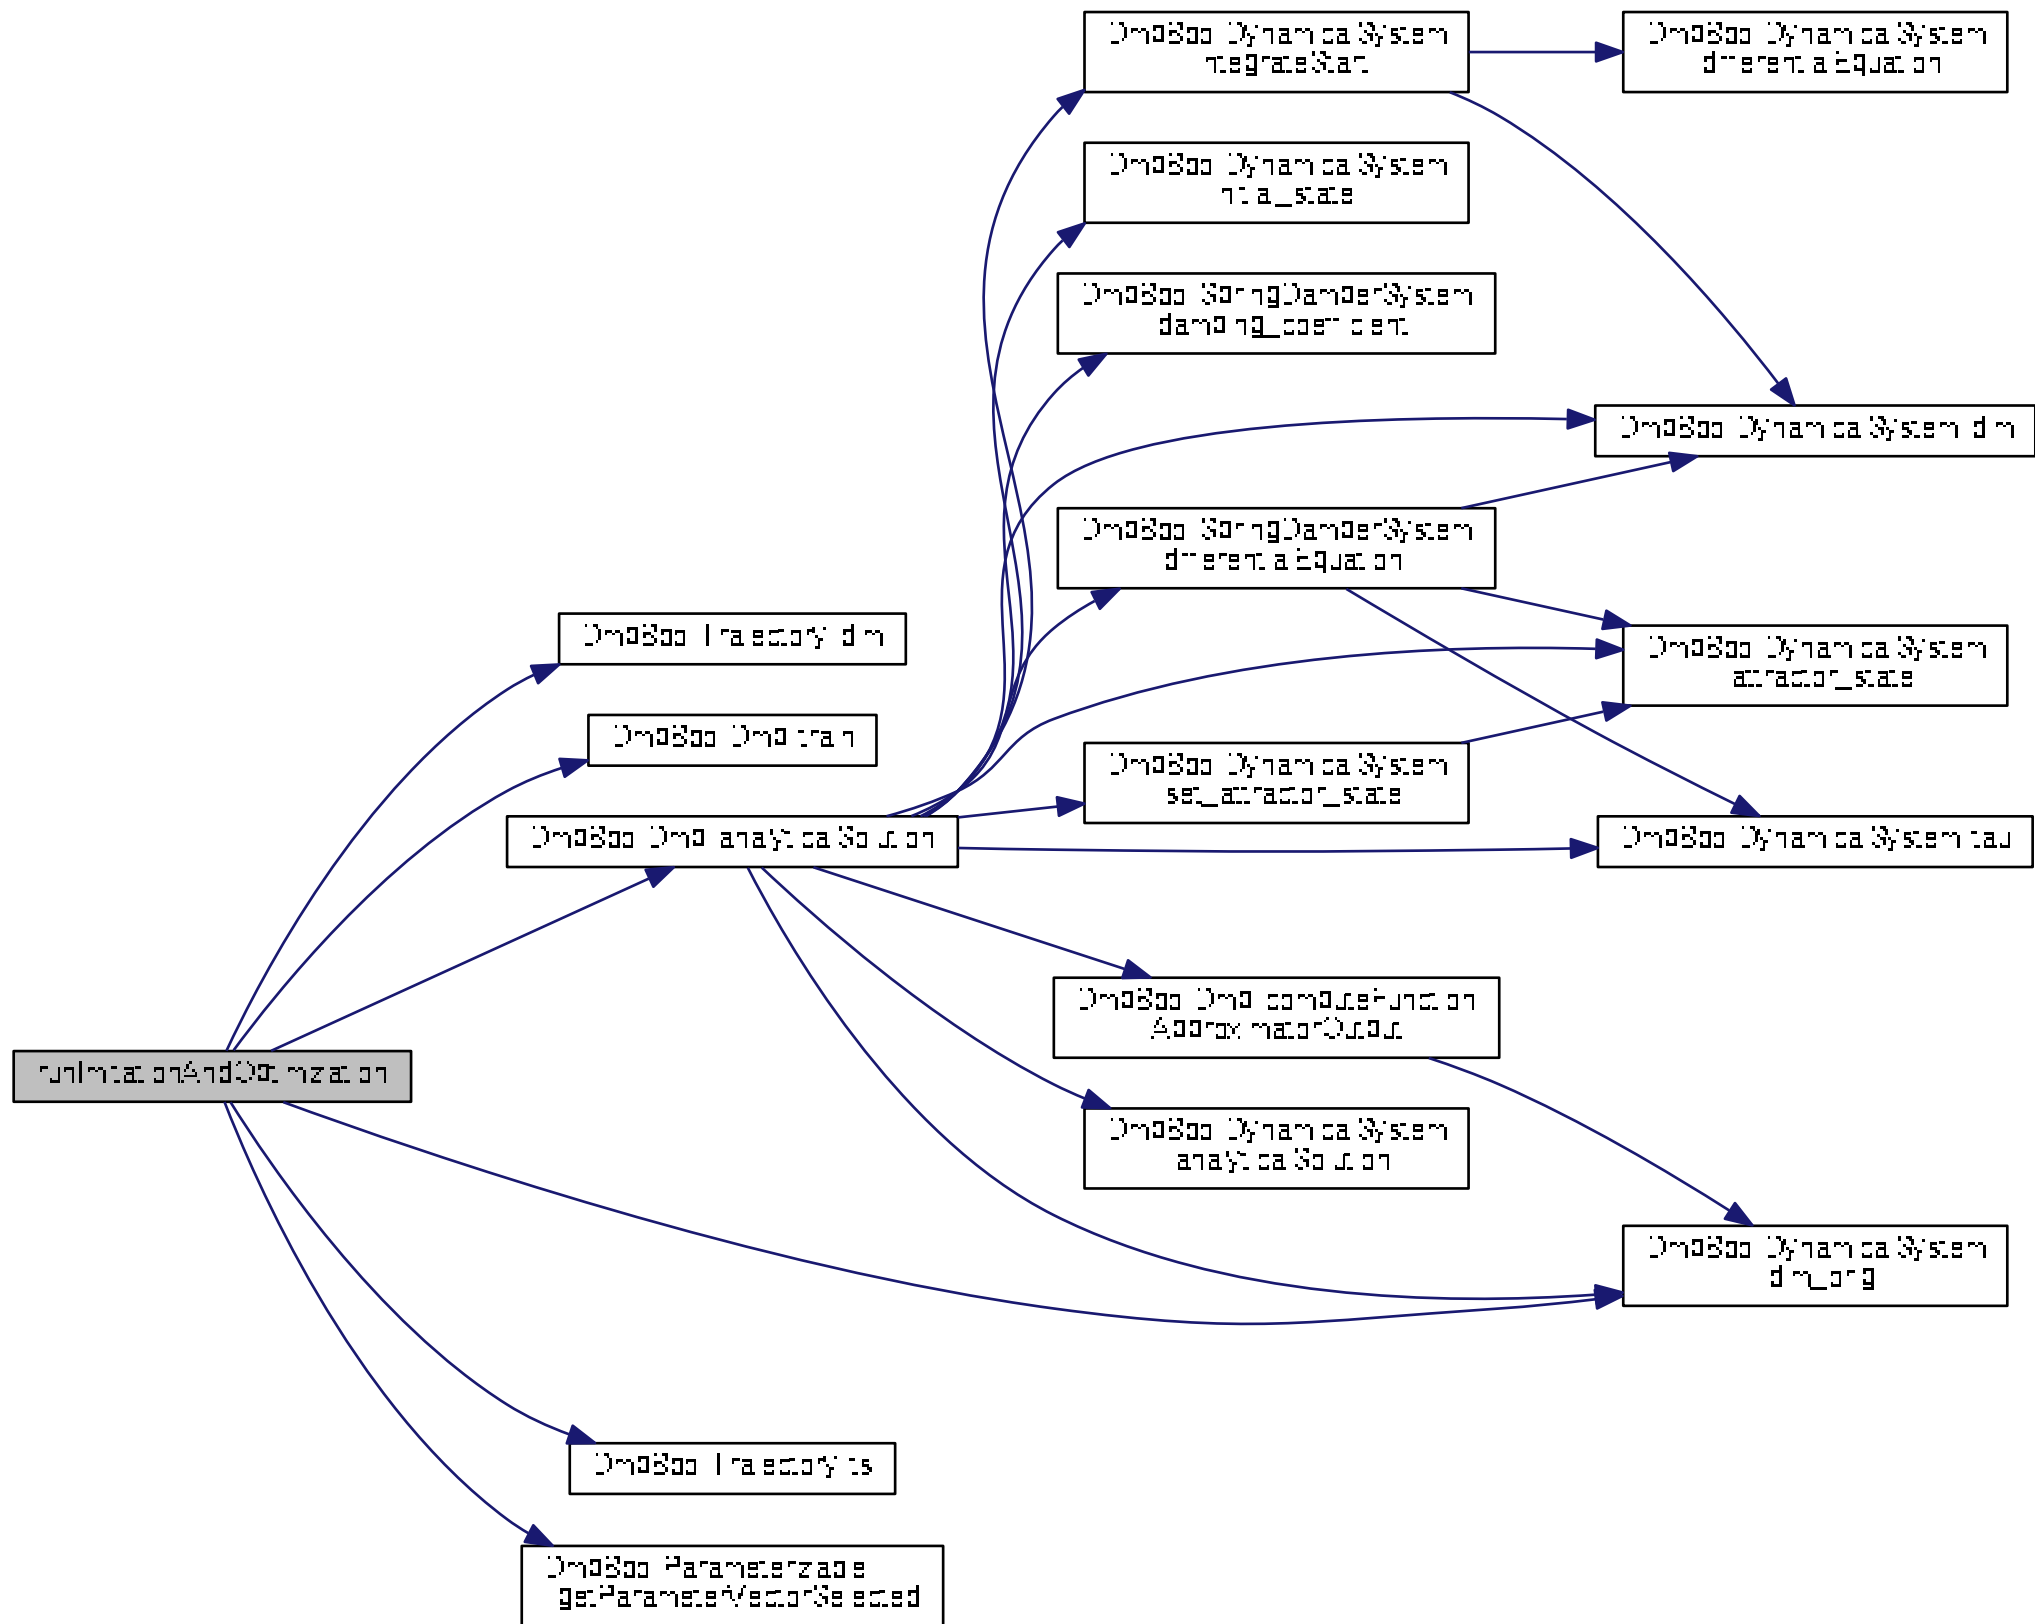 DmpBbo::DynamicalSystem
::integrateStart
DmpBbo::DynamicalSystem
::differentialEquation
DmpBbo::DynamicalSystem
::initial_state
DmpBbo::SpringDamperSystem
::damping_coefficient
DmpBbo::DynamicalSystem::dim
DmpBbo::SpringDamperSystem
::differentialEquation
DmpBbo::Trajectory::dim
DmpBbo::DynamicalSystem
::attractor_state
DmpBbo::Dmp::train
DmpBbo::DynamicalSystem
::set_attractor_state
DmpBbo::Dmp::analyticalSolution
DmpBbo::DynamicalSystem::tau
DmpBbo::Dmp::computeFunction
ApproximatorOutput
runImitationAndOptimization
DmpBbo::DynamicalSystem
::analyticalSolution
DmpBbo::DynamicalSystem
::dim_orig
DmpBbo::Trajectory::ts
DmpBbo::Parameterizable
::getParameterVectorSelected